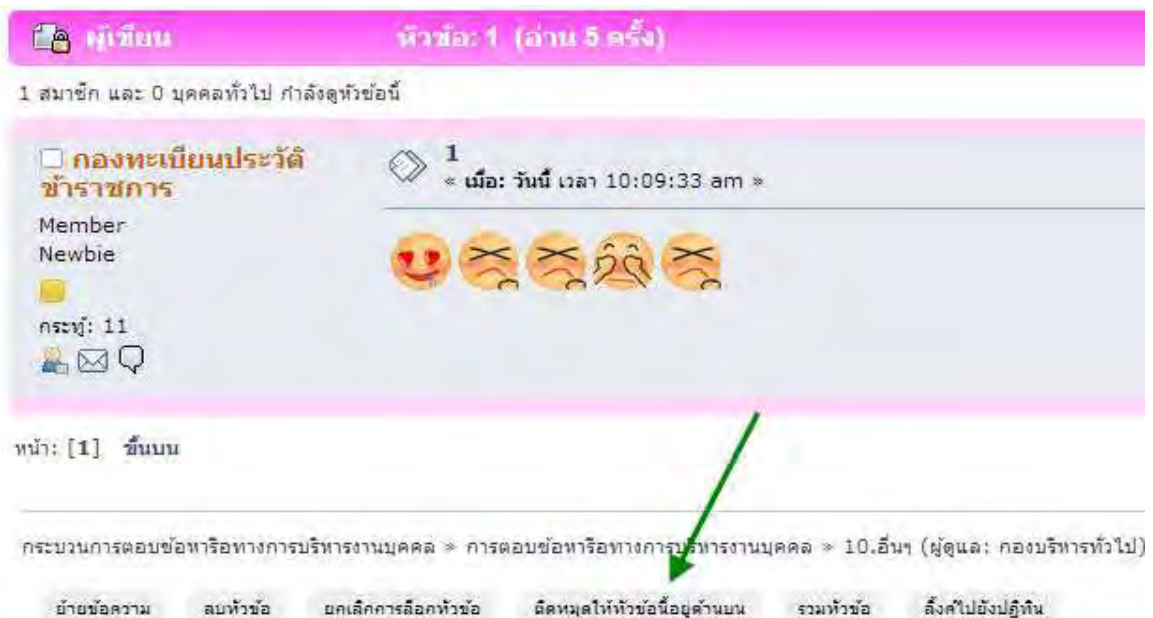 ผู้เขียน หัวข้อ: 1 (อ่าน 5 ครั้ง)
1 สมาชิก และ 0 บุคคลทั่วไป กำลังดูหัวข้อนี้
กองทะเบียนประวัติ
ข้าราชการ
Member
Newbie
กระทู้: 11
1
« เมื่อ: วันนี้ เวลา 10:09:33 am »
หน้า: [1] ขึ้นบน
กระบวนการตอบข้อหารือทางการบริหารงานบุคคล » การตอบข้อหารือทางการบริหารงานบุคคล » 10.อื่นๆ (ผู้ดูแล: กองบริหารทั่วไป)
ย้ายข้อความ ลบหัวข้อ ยกเลิกการล็อกหัวข้อ ติดหมุดให้หัวข้อนี้อยู่ด้านบน รวมหัวข้อ ลิ้งค์ไปยังปฏิทิน